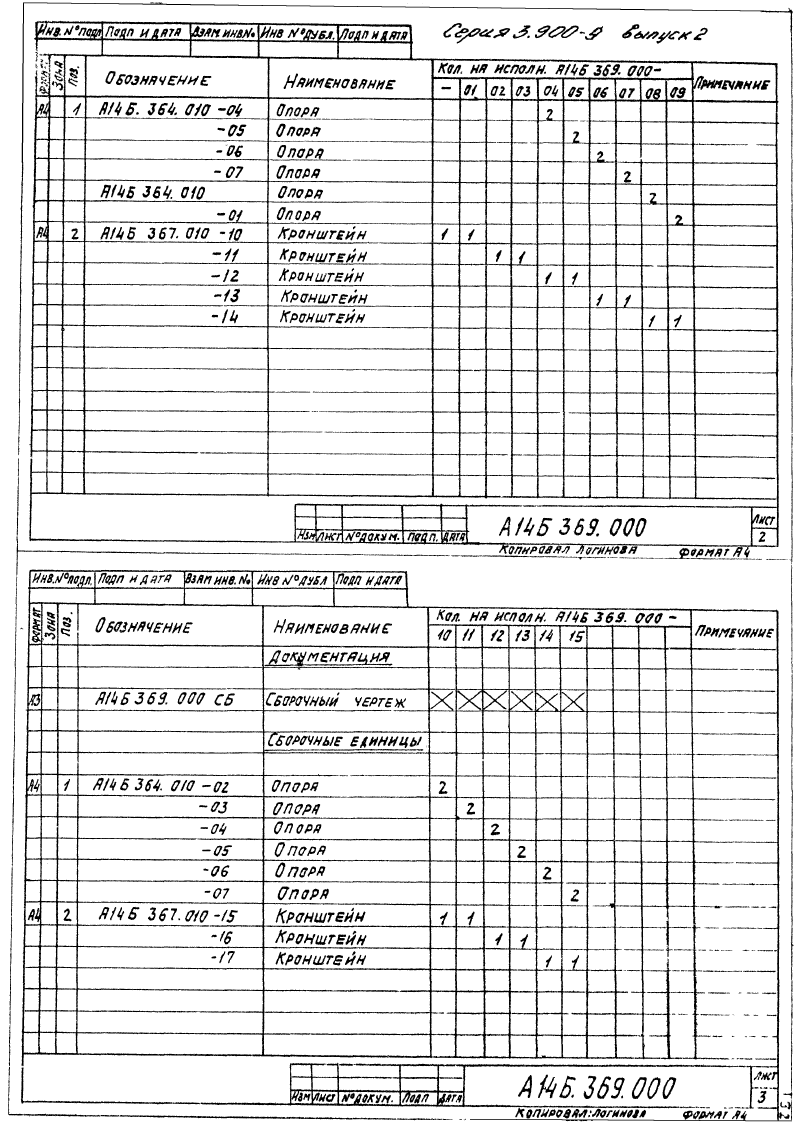 Серия 3.900-9 Выпуск 2
Инв. № подл Подп и дата Взам инв № Инв № дубл. Подп и дата
Формат Зона Поз. Обозначение Наименование Кол. на исполн. А14Б 369.000- Примечание
— 01 02 03 04 05 06 07 08 09
А4 1 А14Б. 364.010 -04 Опора 2
-05 Опора 2
-06 Опора 2
-07 Опора 2
А14Б 364.010 Опора 2
-01 Опора 2
А4 2 А14Б 367.010 -10 Кронштейн 1 1
-11 Кронштейн 1 1
-12 Кронштейн 1 1
-13 Кронштейн 1 1
-14 Кронштейн 1 1
Изм Лист № докум. Подп. Дата А14Б 369.000 Лист 2
Копировал Логинова Формат А4
Инв. № подл. Подп и дата Взам инв. № Инв № дубл Подп и дата
Формат Зона Поз. Обозначение Наименование Кол. на исполн. А14Б 369.000 - Примечание
10 11 12 13 14 15
Документация
А3 А14Б 369.000 СБ Сборочный чертеж X X X X X X
Сборочные единицы
А4 1 А14Б 364.010 -02 Опора 2
-03 Опора 2
-04 Опора 2
-05 Опора 2
-06 Опора 2
-07 Опора 2
А4 2 А14Б 367.010 -15 Кронштейн 1 1
-16 Кронштейн 1 1
-17 Кронштейн 1 1
Изм Лист № докум. Подп Дата А14Б. 369.000 Лист 3
Копировал: Логинова Формат А4